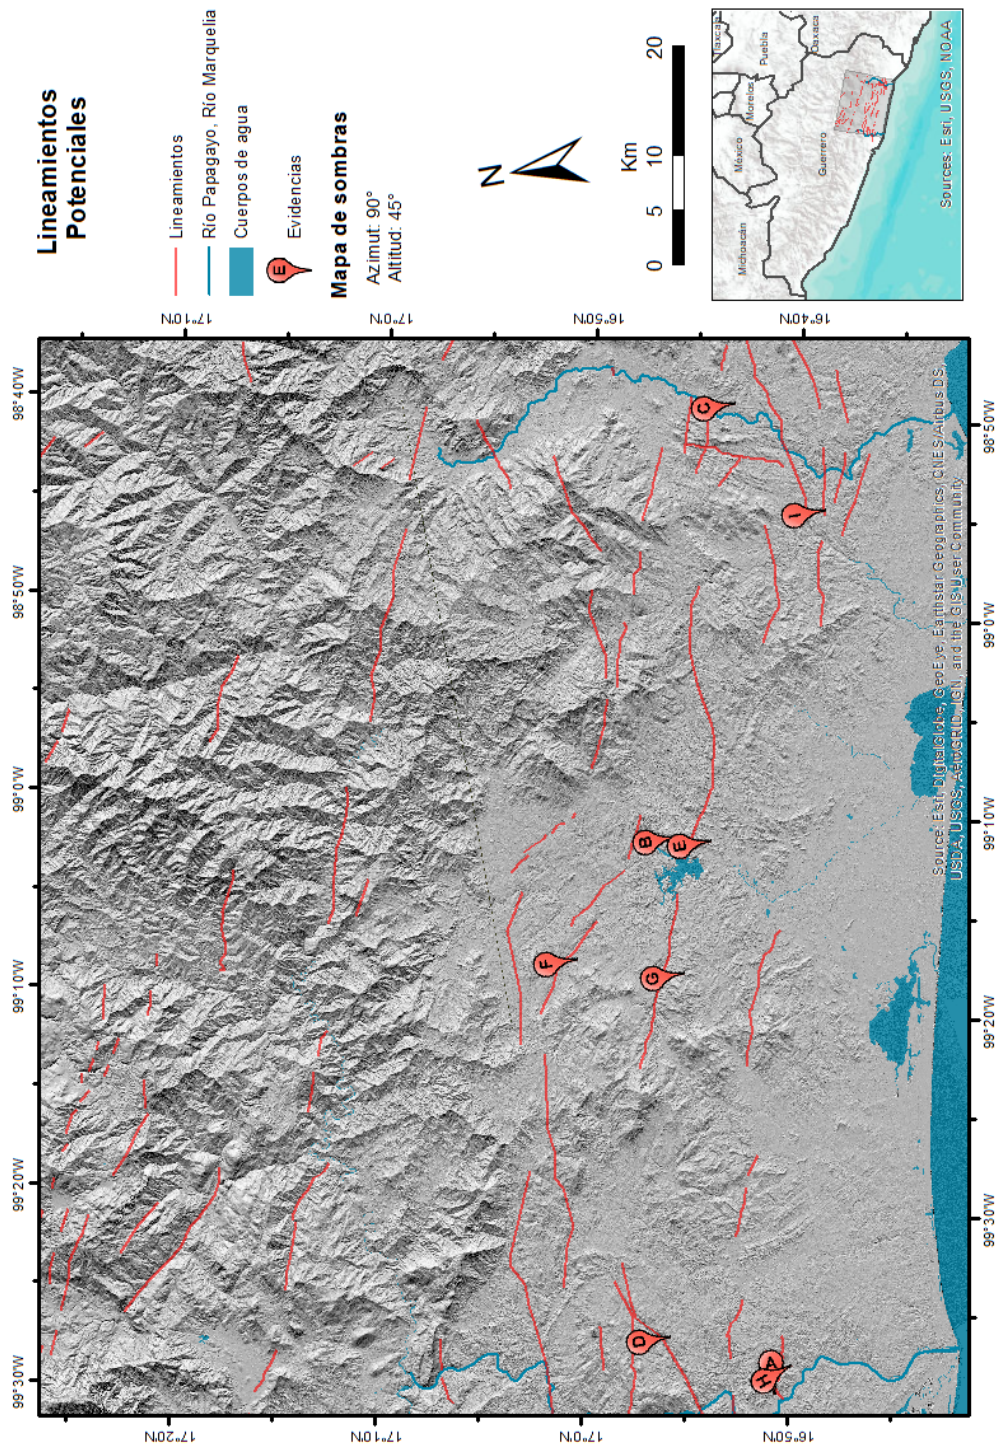 Lineamientos
Potenciales
Lineamientos
Río Papagayo, Río Marquelia
Cuerpos de agua
E
Evidencias
Mapa de sombras
Azimut: 90°
Altitud: 45°
N
Km
0
5
10
20
Tlaxcala
Puebla
Morelos
México
Michoacán
Guerrero
Oaxaca
Sources: Esri, USGS, NOAA
99°30'W
99°20'W
99°10'W
99°0'W
98°50'W
98°40'W
17°20'N
17°10'N
17°0'N
16°50'N
17°10'N
17°0'N
16°50'N
16°40'N
99°30'W
99°20'W
99°10'W
99°0'W
98°50'W
H
A
D
G
F
E
B
I
C
Source: Esri, DigitalGlobe, GeoEye, Earthstar Geographics, CNES/Airbus DS,
USDA, USGS, AeroGRID, IGN, and the GIS User Community